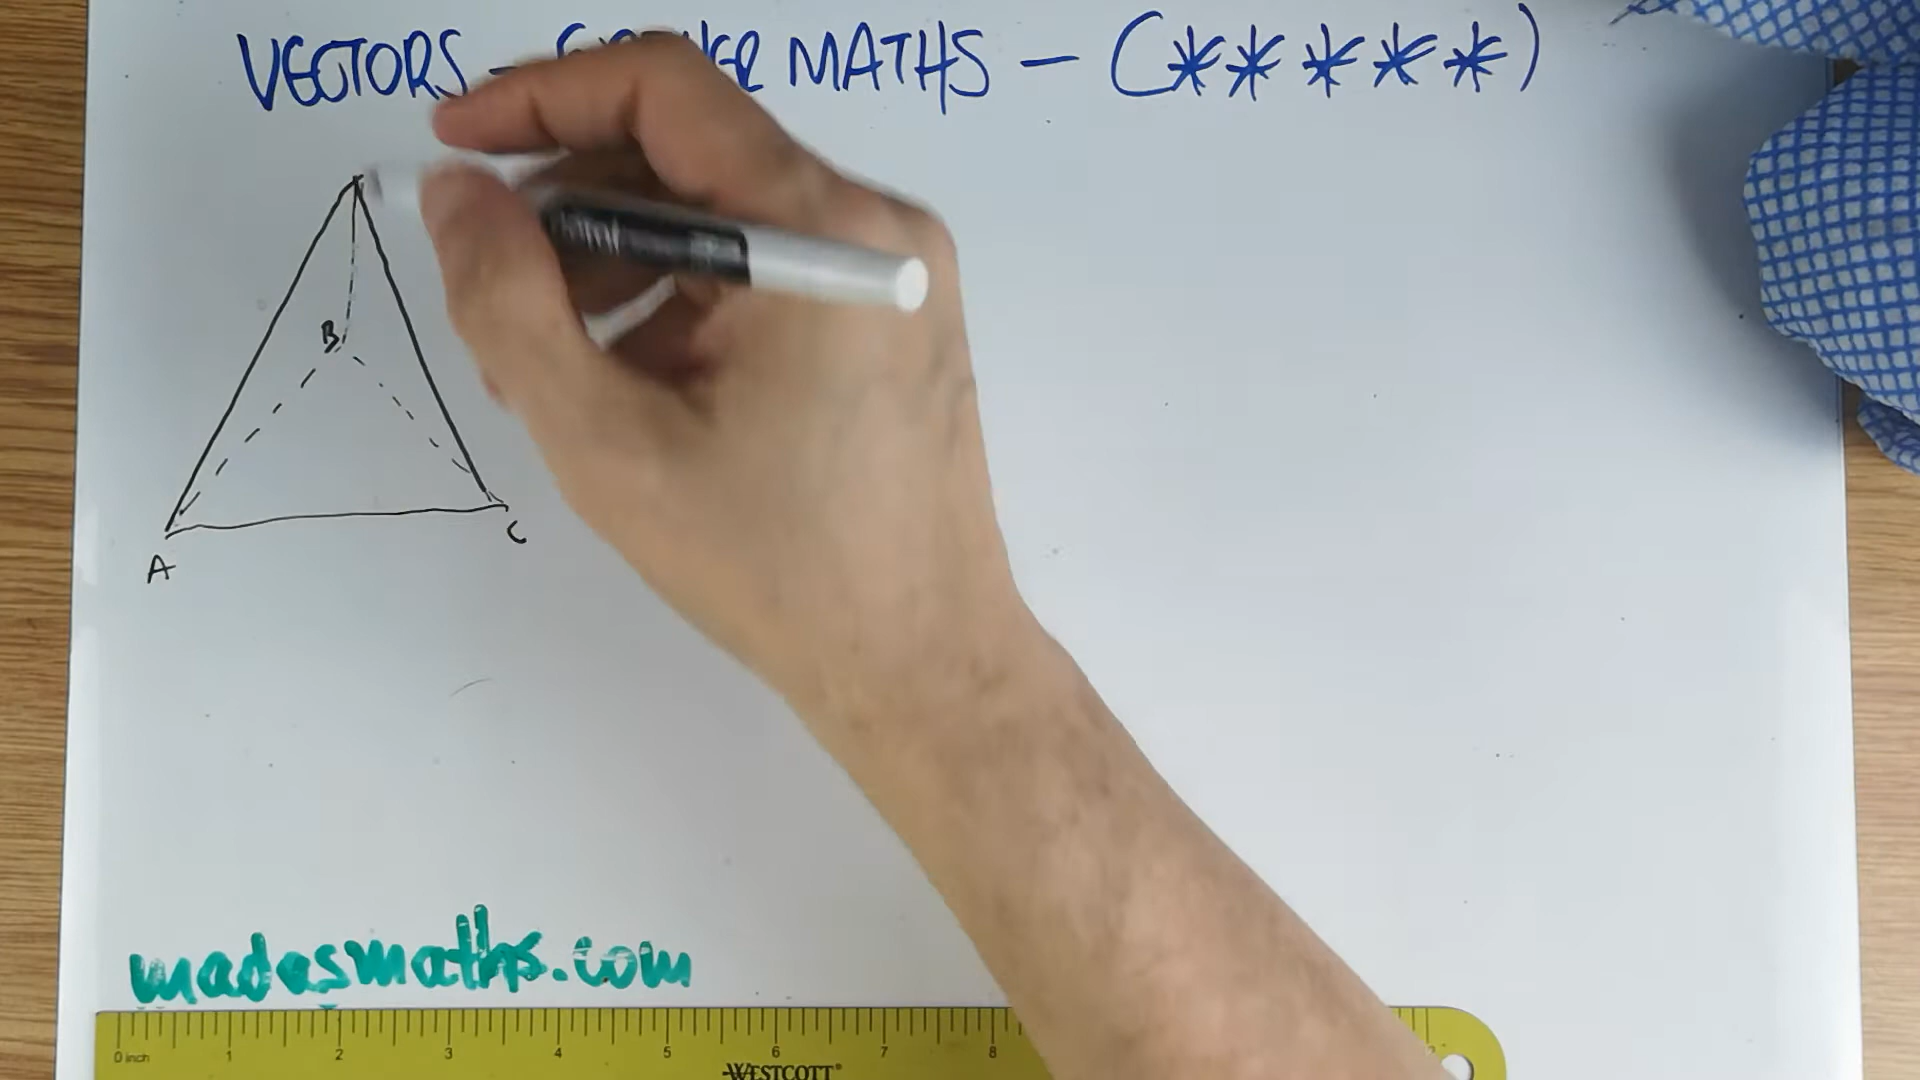 VECTORS - MATHS - (*****)
B
A
C
madasmaths.com
0 inch 1 2 3 4 5 6 7 8
WESTCOTT®